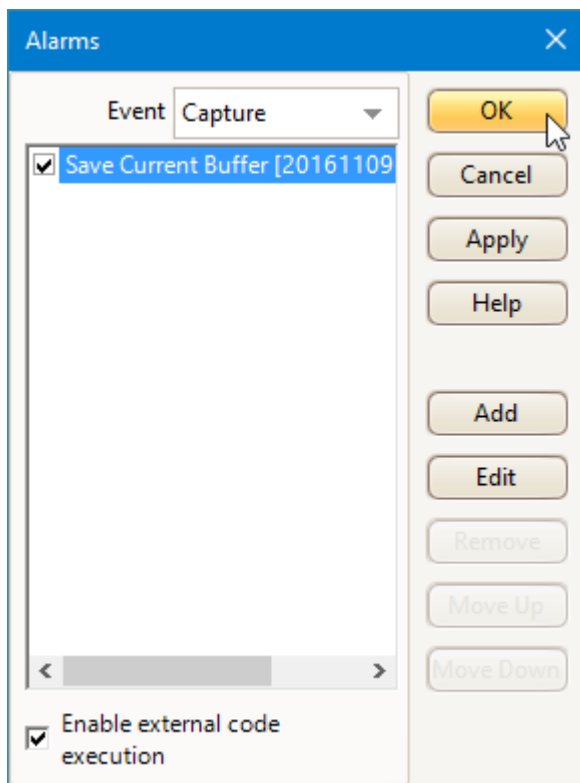 Alarms
Event Capture
OK
Save Current Buffer [20161109
Cancel
Apply
Help
Add
Edit
Remove
Move Up
Move Down
Enable external code
execution